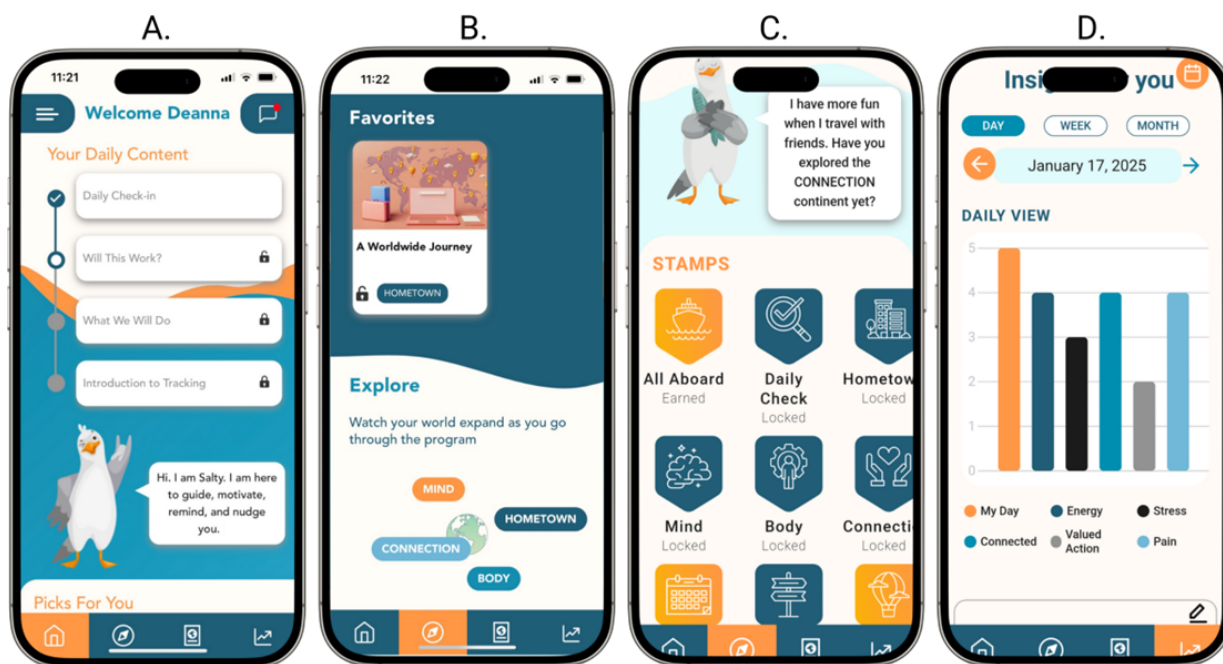 A.
11:21
Welcome Deanna
Your Daily Content
Daily Check-in
Will This Work?
What We Will Do
Introduction to Tracking
Hi. I am Salty. I am here
to guide, motivate,
remind, and nudge
you.
Picks For You
B.
11:22
Favorites
A Worldwide Journey
HOMETOWN
Explore
Watch your world expand as you go
through the program
MIND
HOMETOWN
CONNECTION
BODY
C.
I have more fun
when I travel with
friends. Have you
explored the
CONNECTION
continent yet?
STAMPS
All Aboard
Earned
Daily
Check
Locked
Hometow
Locked
Mind
Locked
Body
Locked
Connecti
Locked
D.
Insi you
DAY
WEEK
MONTH
January 17, 2025
DAILY VIEW
5
4
3
2
1
0
My Day
Energy
Stress
Connected
Valued
Action
Pain